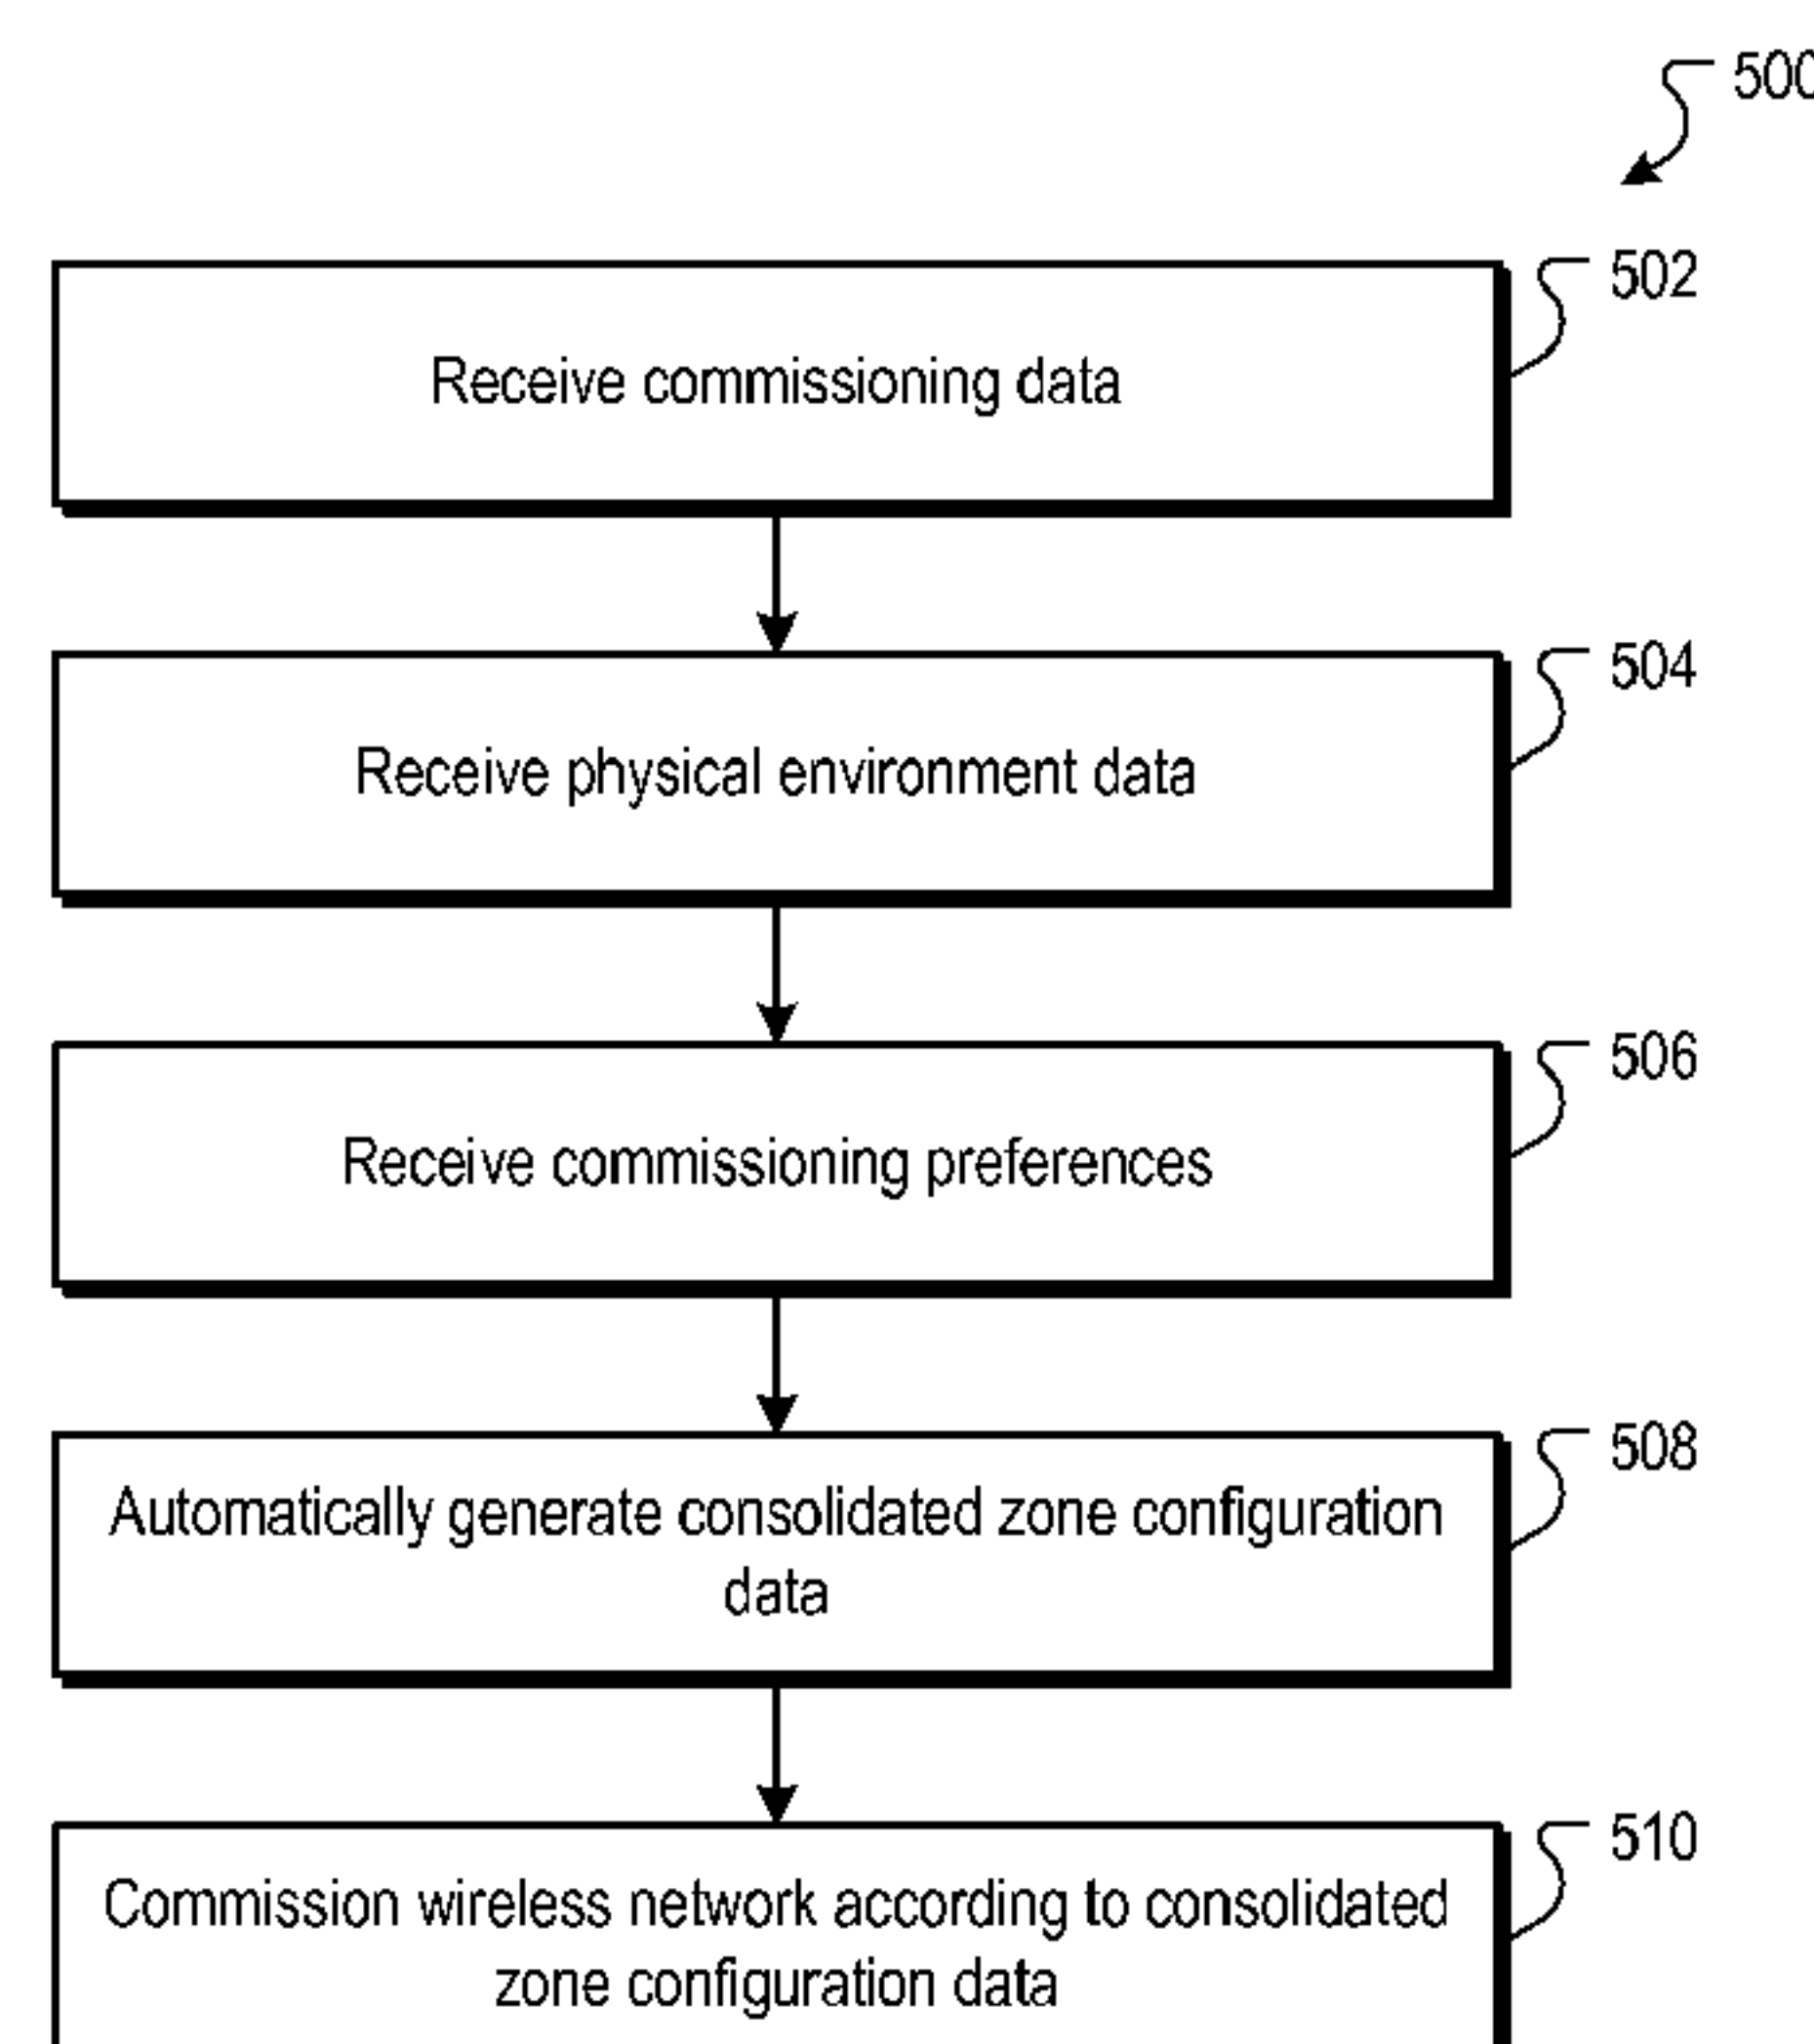 500
502
Receive commissioning data
504
Receive physical environment data
506
Receive commissioning preferences
508
Automatically generate consolidated zone configuration
data
510
Commission wireless network according to consolidated
zone configuration data